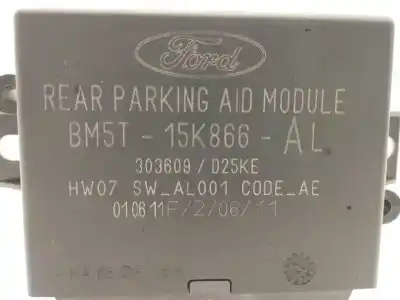 Ford
REAR PARKING AID MODULE
BM5T - 15K866 - AL
303609 / D25KE
HW07 SW_AL001 CODE_AE
010611F/2/06/11